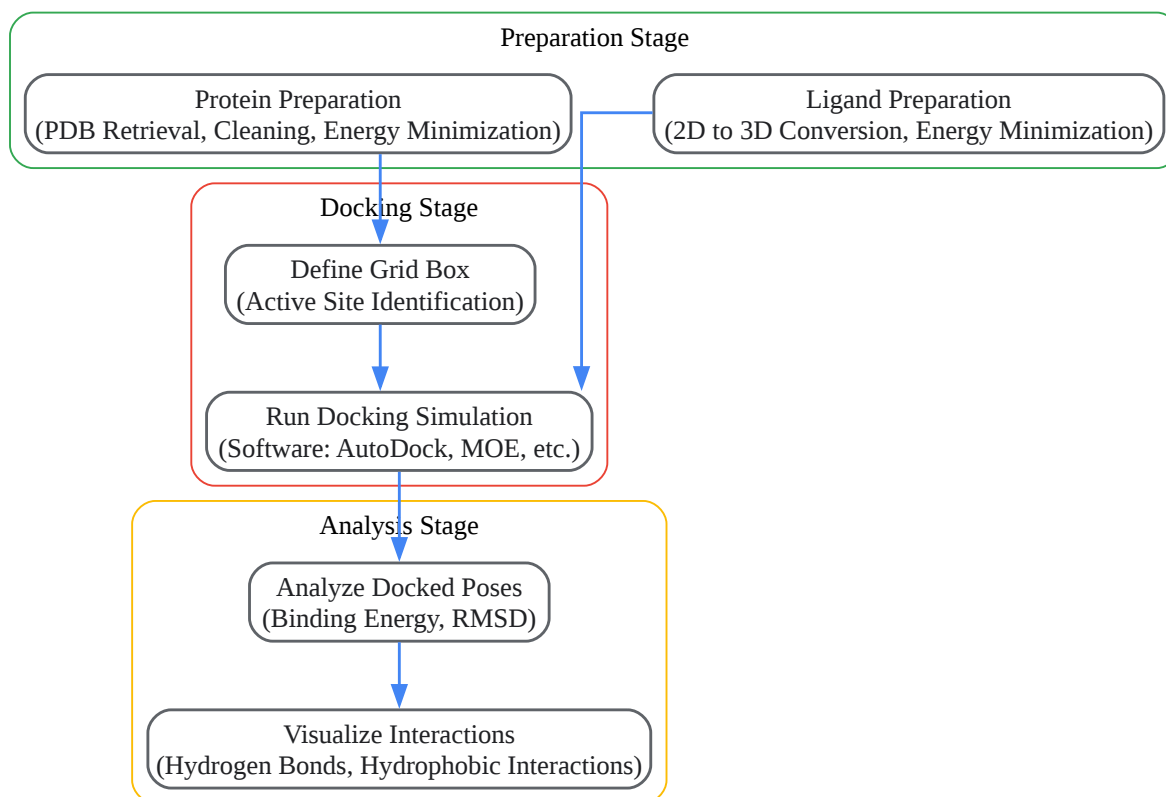 Preparation Stage
Protein Preparation
(PDB Retrieval, Cleaning, Energy Minimization)
Ligand Preparation
(2D to 3D Conversion, Energy Minimization)
Docking Stage
Define Grid Box
(Active Site Identification)
Run Docking Simulation
(Software: AutoDock, MOE, etc.)
Analysis Stage
Analyze Docked Poses
(Binding Energy, RMSD)
Visualize Interactions
(Hydrogen Bonds, Hydrophobic Interactions)